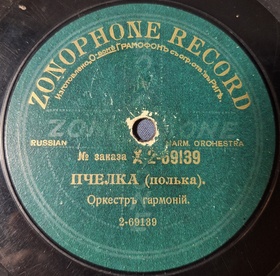 ZONOPHONE RECORD
Изготовлено О-вомъ ГРАМОФОНЪ съ огр. отв. въ Ригѣ.
RUSSIAN HARM. ORCHESTRA
№ заказа X 2-69139
ПЧЕЛКА (полька).
Оркестръ гармоній.
2-69139